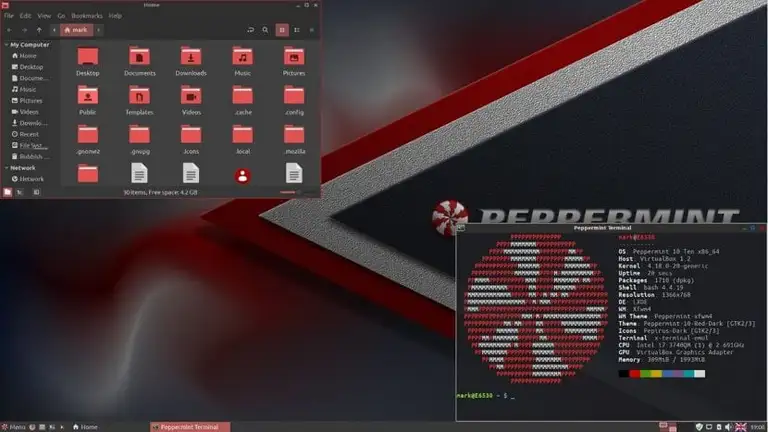 Home
File Edit View Go Bookmarks Help
mark
My Computer
Home
Desktop
Docume...
Music
Pictures
Videos
Downlo...
Recent
File Sys...
Rubbish ...
Network
Network
Desktop Documents Downloads Music Pictures
Public Templates Videos .cache .config
.gnome2 .gnupg .icons .local .mozilla
30 items, Free space: 4.2 GB
PEPPERMINT
Peppermint Terminal
mark@E6530
OS: Peppermint 10 Ten x86_64
Host: VirtualBox 1.2
Kernel: 4.18.0-20-generic
Uptime: 20 secs
Packages: 1710 (dpkg)
Shell: bash 4.4.19
Resolution: 1366x768
DE: LXDE
WM: Xfwm4
WM Theme: Peppermint-xfwm4
Theme: Peppermint-10-Red-Dark [GTK2/3]
Icons: Papirus-Dark [GTK2/3]
Terminal: x-terminal-emul
CPU: Intel i7-3740QM (1) @ 2.691GHz
GPU: VirtualBox Graphics Adapter
Memory: 309MiB / 1993MiB
mark@E6530 ~ $ _
Menu Home Peppermint Terminal 19:08